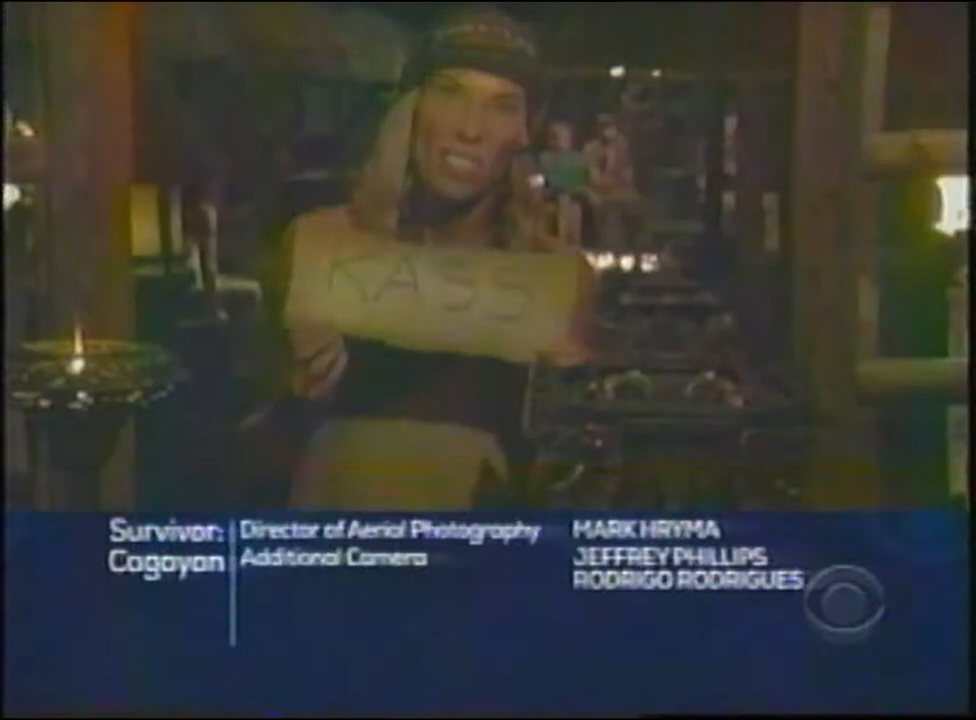 KASS
Survivor:
Cagayan
Director of Aerial Photography
MARK HRYMA
Additional Camera
JEFFREY PHILLIPS
RODRIGO RODRIGUES